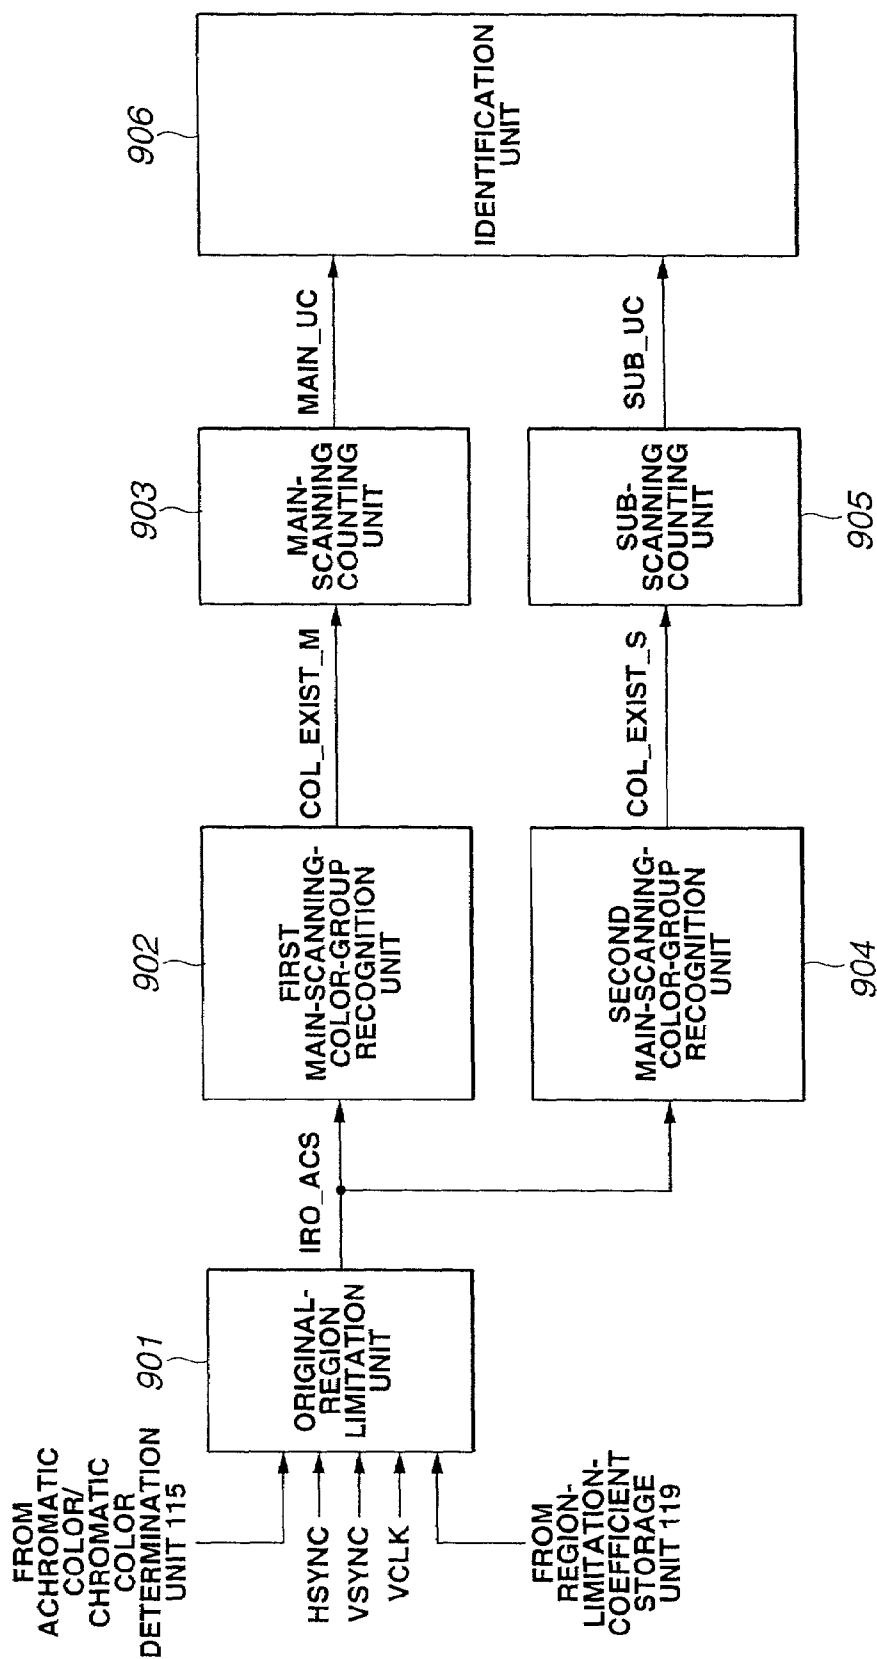 FROM
ACHROMATIC
COLOR/
CHROMATIC
COLOR
DETERMINATION
UNIT 115
HSYNC
VSYNC
VCLK
FROM
REGION-
LIMITATION-
COEFFICIENT
STORAGE
UNIT 119
901
ORIGINAL-
REGION
LIMITATION
UNIT
IRO_ACS
902
FIRST
MAIN-SCANNING-
COLOR-GROUP
RECOGNITION
UNIT
COL_EXIST_M
903
MAIN-
SCANNING
COUNTING
UNIT
MAIN_UC
SECOND
MAIN-SCANNING-
COLOR-GROUP
RECOGNITION
UNIT
904
COL_EXIST_S
SUB-
SCANNING
COUNTING
UNIT
905
SUB_UC
906
IDENTIFICATION
UNIT